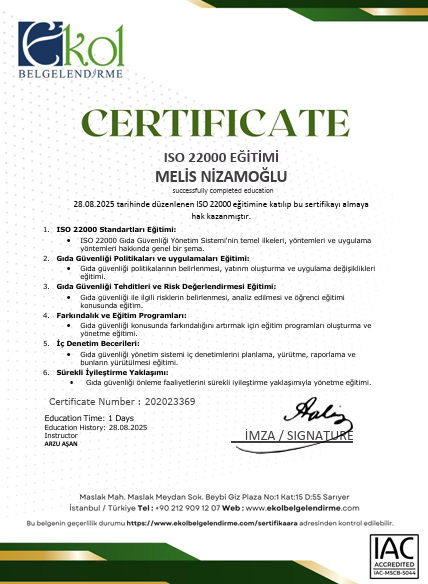 Ekol
BELGELENDİRME
CERTIFICATE
ISO 22000 EĞİTİMİ
MELİS NİZAMOĞLU
successfully completed education
28.08.2025 tarihinde düzenlenen ISO 22000 eğitimine katılıp bu sertifikayı almaya
hak kazanmıştır.
1. ISO 22000 Standartları Eğitimi:
• ISO 22000 Gıda Güvenliği Yönetim Sistemi'nin temel ilkeleri, yöntemleri ve uygulama
yöntemleri hakkında genel bir şema.
2. Gıda Güvenliği Politikaları ve uygulamaları Eğitimi:
• Gıda güvenliği politikalarının belirlenmesi, yatırım oluşturma ve uygulama değişiklikleri
eğitimi.
3. Gıda Güvenliği Tehditleri ve Risk Değerlendirmesi Eğitimi:
• Gıda güvenliği ile ilgili risklerin belirlenmesi, analiz edilmesi ve öğrenci eğitimi
konusunda eğitim.
4. Farkındalık ve Eğitim Programları:
• Gıda güvenliği konusunda farkındalığını artırmak için eğitim programları oluşturma ve
yönetme eğitimi.
5. İç Denetim Becerileri:
• Gıda güvenliği yönetim sistemi iç denetimlerini planlama, yürütme, raporlama ve
bunların yürütülmesi eğitimi.
6. Sürekli İyileştirme Yaklaşımı:
• Gıda güvenliği önleme faaliyetlerini sürekli iyileştirme yaklaşımıyla yönetme eğitimi.
Certificate Number : 202023369
Education Time: 1 Days
Education History: 28.08.2025
Instructor
ARZU AŞAN
İMZA / SIGNATURE
Maslak Mah. Maslak Meydan Sok. Beybi Giz Plaza No:1 Kat:15 D:55 Sarıyer
İstanbul / Türkiye Tel : +90 212 909 12 07 Web : www.ekolbelgelendirme.com
Bu belgenin geçerlilik durumu https://www.ekolbelgelendirme.com/sertifikaara adresinden kontrol edilebilir.
IAC
ACCREDITED
IAC-MSCB-5044